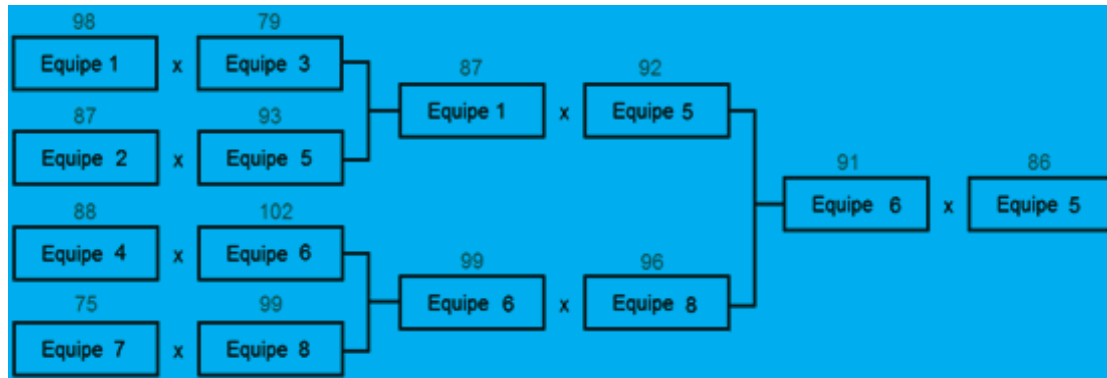 98 79
Equipe 1 x Equipe 3
87 92
Equipe 1 x Equipe 5
87 93
Equipe 2 x Equipe 5
91 86
Equipe 6 x Equipe 5
88 102
Equipe 4 x Equipe 6
99 96
Equipe 6 x Equipe 8
75 99
Equipe 7 x Equipe 8